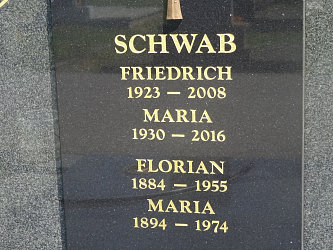 SCHWAB
FRIEDRICH
1923 – 2008
MARIA
1930 – 2016
FLORIAN
1884 – 1955
MARIA
1894 – 1974